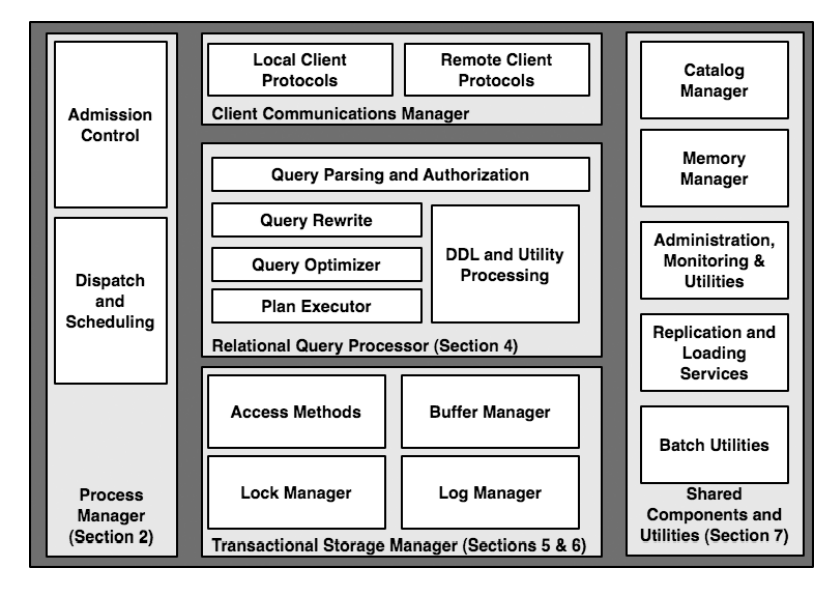 Admission
Control
Dispatch
and
Scheduling
Process
Manager
(Section 2)
Local Client
Protocols
Remote Client
Protocols
Client Communications Manager
Query Parsing and Authorization
Query Rewrite
Query Optimizer
Plan Executor
DDL and Utility
Processing
Relational Query Processor (Section 4)
Access Methods
Buffer Manager
Lock Manager
Log Manager
Transactional Storage Manager (Sections 5 & 6)
Catalog
Manager
Memory
Manager
Administration,
Monitoring &
Utilities
Replication and
Loading
Services
Batch Utilities
Shared
Components and
Utilities (Section 7)